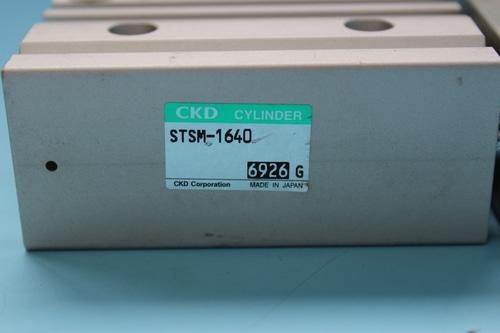 CKD CYLINDER
STSM-1640
6926 G
CKD Corporation MADE IN JAPAN